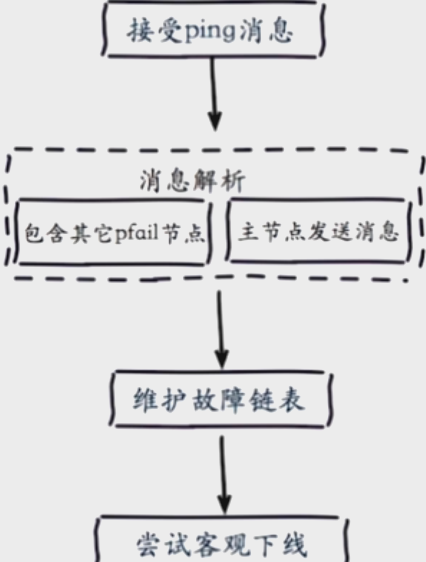 接受ping消息
消息解析
包含其它pfail节点
主节点发送消息
维护故障链表
尝试客观下线